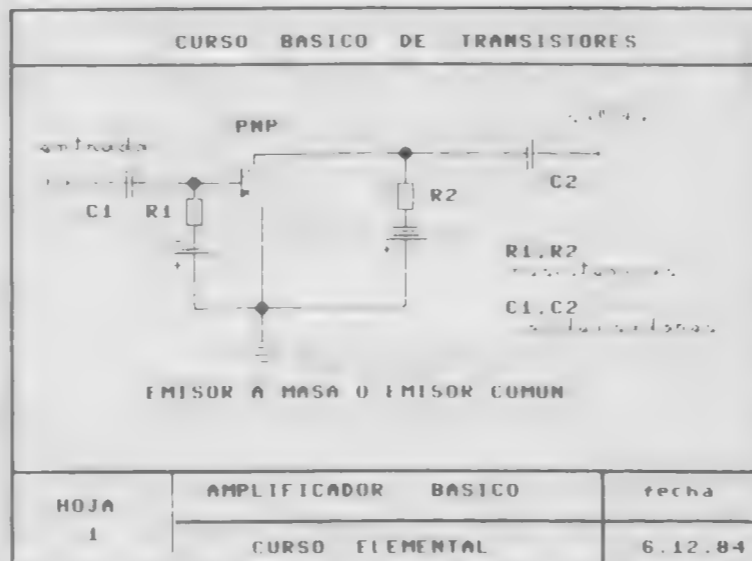 CURSO BASICO DE TRANSISTORES
PNP
entrada
C1
R1
R2
C2
+
+
R1,R2
C1,C2
EMISOR A MASA O EMISOR COMUN
HOJA
1
AMPLIFICADOR BASICO
CURSO ELEMENTAL
fecha
6.12.84